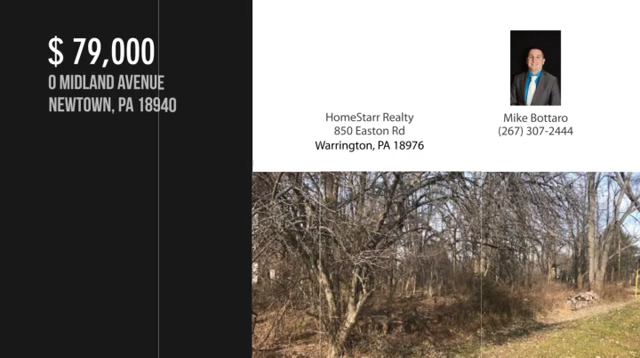 $ 79,000
0 MIDLAND AVENUE
NEWTOWN, PA 18940
HomeStarr Realty
850 Easton Rd
Warrington, PA 18976
Mike Bottaro
(267) 307-2444